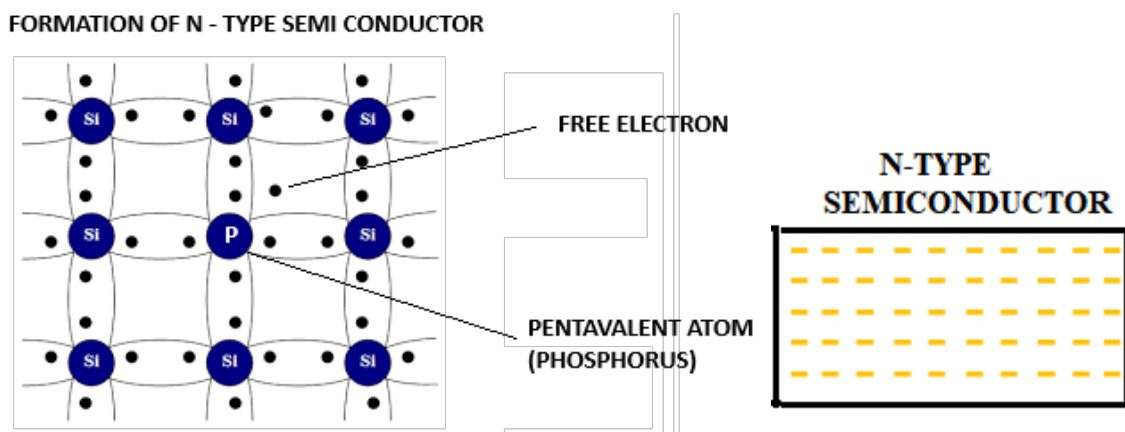 FORMATION OF N - TYPE SEMI CONDUCTOR
Si Si Si
FREE ELECTRON
Si P Si
PENTAVALENT ATOM
(PHOSPHORUS)
Si Si Si
N-TYPE
SEMICONDUCTOR